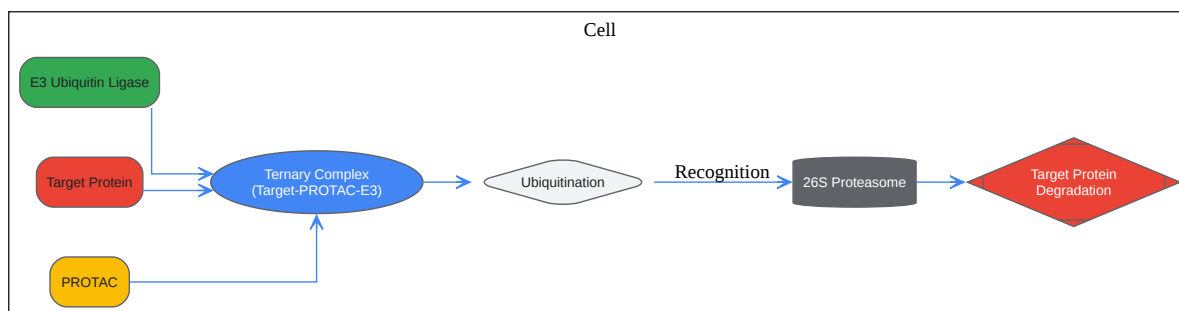 Cell
E3 Ubiquitin Ligase
Target Protein
PROTAC
Ternary Complex
(Target-PROTAC-E3)
Ubiquitination
Recognition
26S Proteasome
Target Protein
Degradation